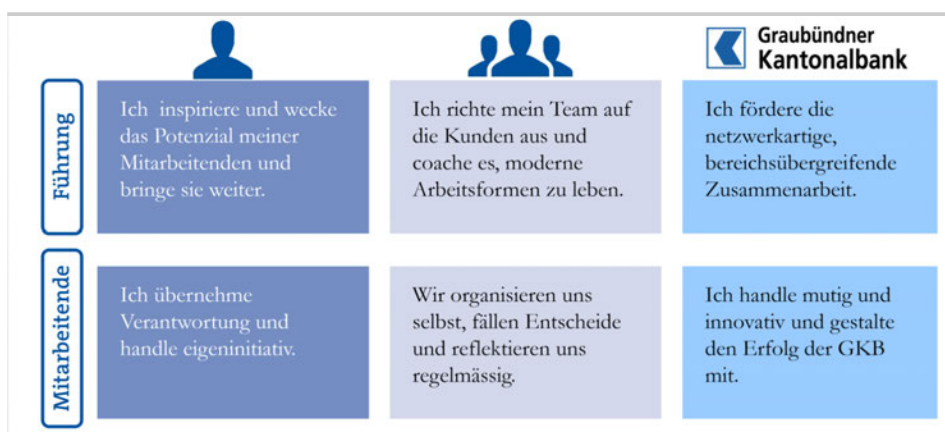 Graubündner
Kantonalbank
Führung
Ich inspiriere und wecke
das Potenzial meiner
Mitarbeitenden und
bringe sie weiter.
Ich richte mein Team auf
die Kunden aus und
coache es, moderne
Arbeitsformen zu leben.
Ich fördere die
netzwerkartige,
bereichsübergreifende
Zusammenarbeit.
Mitarbeitende
Ich übernehme
Verantwortung und
handle eigeninitiativ.
Wir organisieren uns
selbst, fällen Entscheide
und reflektieren uns
regelmässig.
Ich handle mutig und
innovativ und gestalte
den Erfolg der GKB
mit.